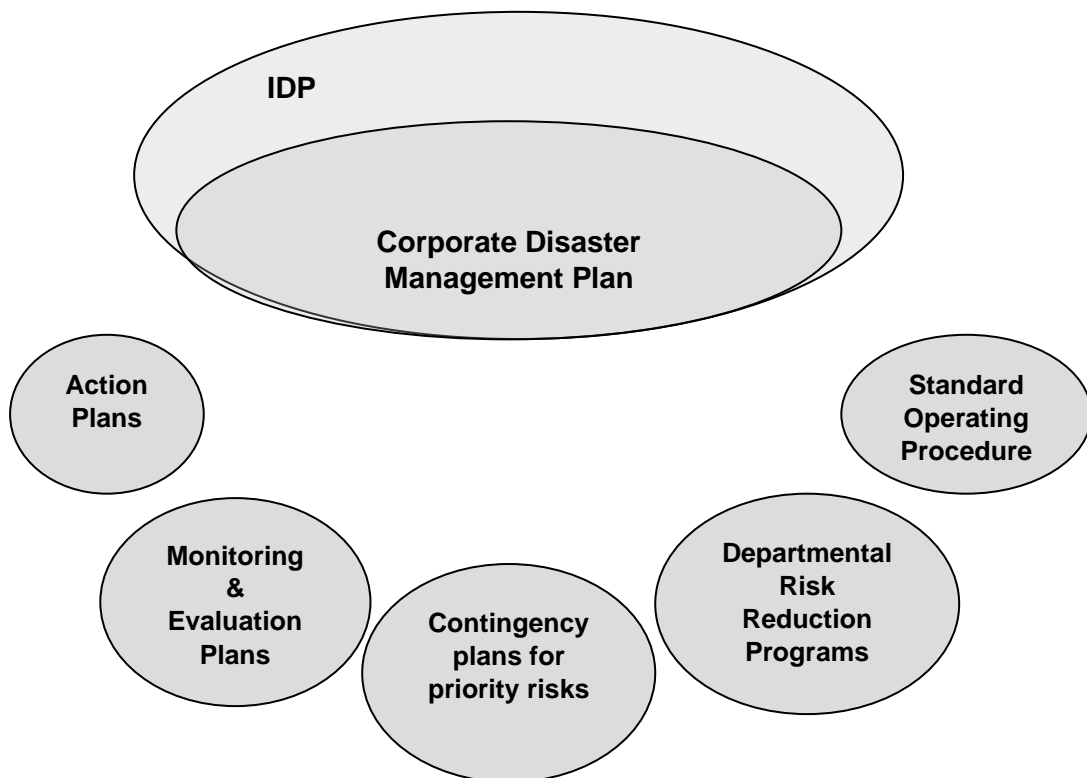 IDP
Corporate Disaster
Management Plan
Action
Plans
Standard
Operating
Procedure
Monitoring
&
Evaluation
Plans
Contingency
plans for
priority risks
Departmental
Risk
Reduction
Programs